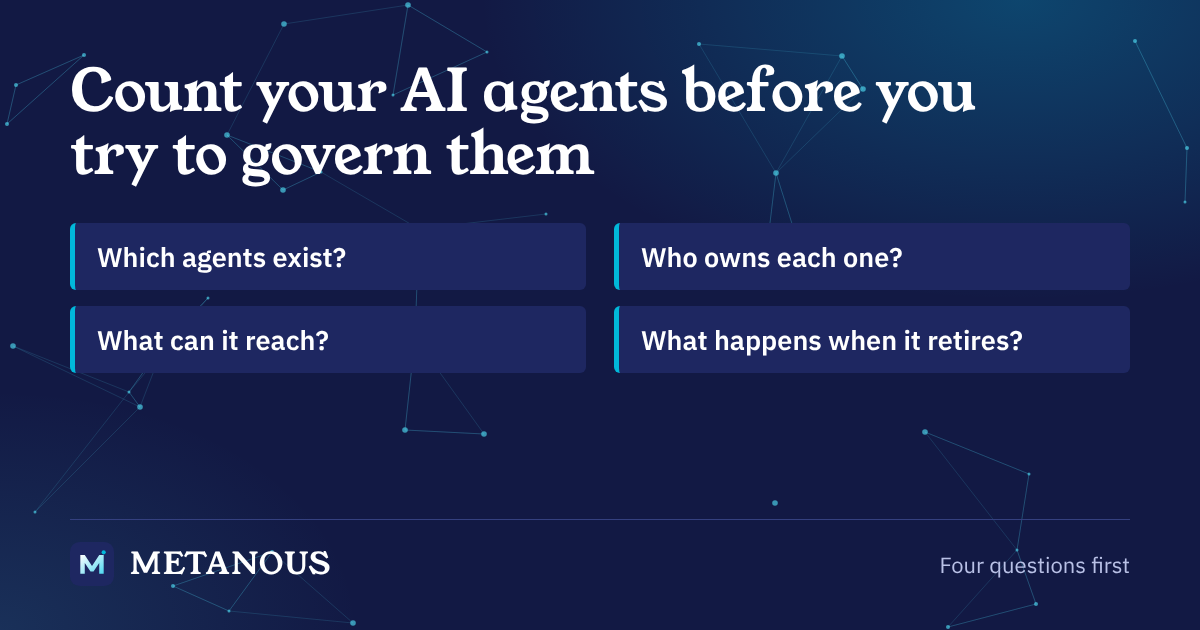 Count your AI agents before you
try to govern them
Which agents exist?
Who owns each one?
What can it reach?
What happens when it retires?
M METANOUS
Four questions first